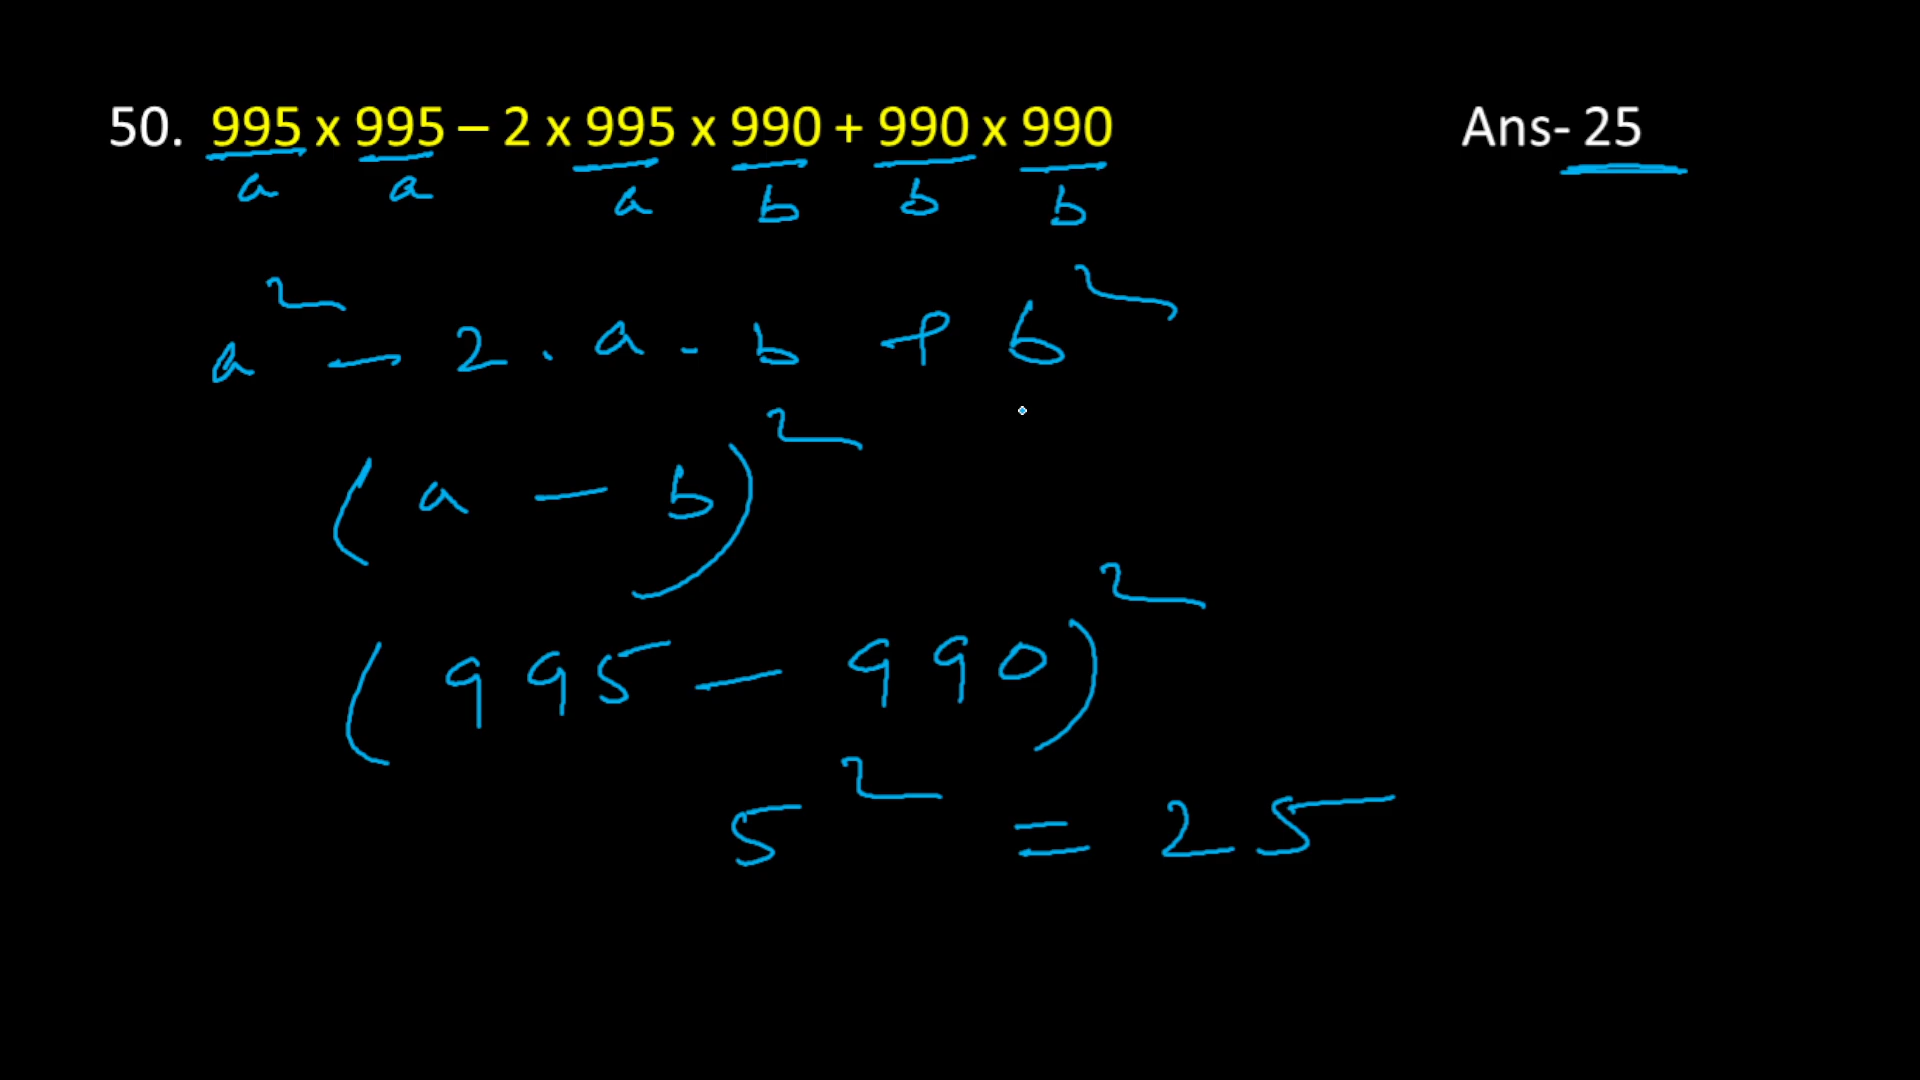 50. 995 x 995 – 2 x 995 x 990 + 990 x 990 Ans- 25
a a a b b b
a² - 2 . a . b + b²
(a - b)²
(995 - 990)²
5² = 25